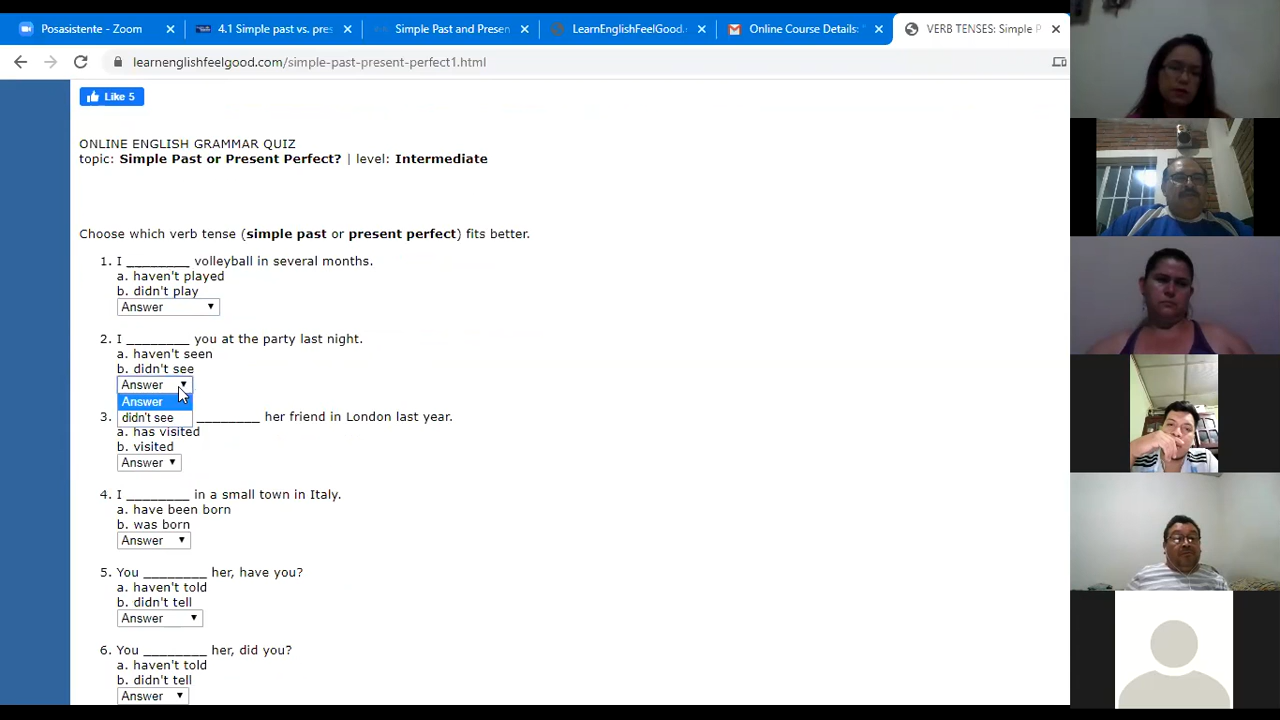 Posasistente - Zoom
4.1 Simple past vs. pres
Simple Past and Presen
LearnEnglishFeelGood.
Online Course Details:
VERB TENSES: Simple P
learnenglishfeelgood.com/simple-past-present-perfect1.html
Like 5
ONLINE ENGLISH GRAMMAR QUIZ
topic: Simple Past or Present Perfect? | level: Intermediate
Choose which verb tense (simple past or present perfect) fits better.
1. I ________ volleyball in several months.
a. haven't played
b. didn't play
Answer
2. I ________ you at the party last night.
a. haven't seen
b. didn't see
Answer
Answer
didn't see
3. ________ her friend in London last year.
a. has visited
b. visited
Answer
4. I ________ in a small town in Italy.
a. have been born
b. was born
Answer
5. You ________ her, have you?
a. haven't told
b. didn't tell
Answer
6. You ________ her, did you?
a. haven't told
b. didn't tell
Answer